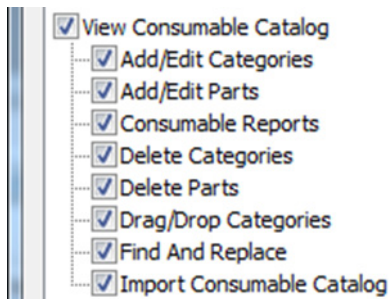 View Consumable Catalog
Add/Edit Categories
Add/Edit Parts
Consumable Reports
Delete Categories
Delete Parts
Drag/Drop Categories
Find And Replace
Import Consumable Catalog